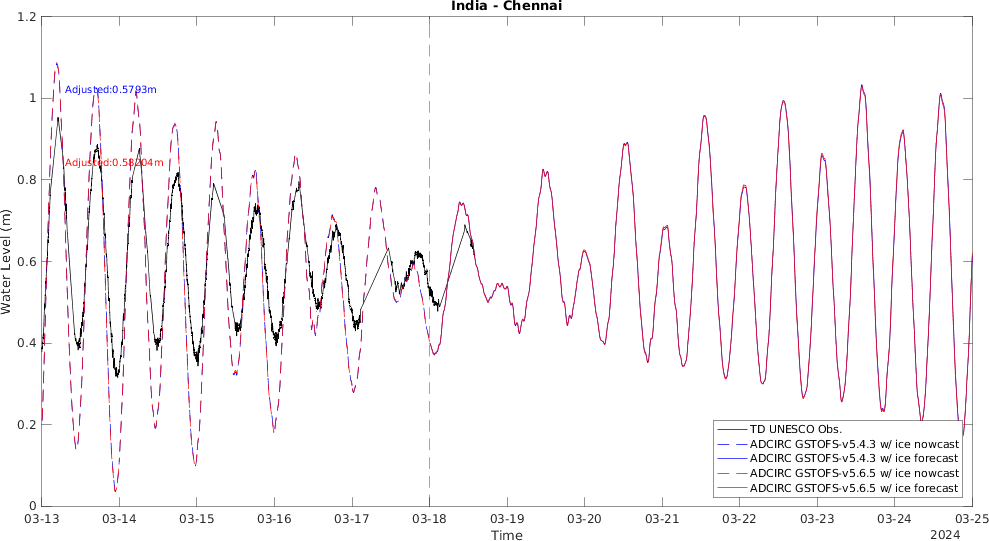 India - Chennai
Water Level (m)
1.2
1
0.8
0.6
0.4
0.2
0
Adjusted:0.5793m
Adjusted:0.58204m
TD UNESCO Obs.
ADCIRC GSTOFS-v5.4.3 w/ ice nowcast
ADCIRC GSTOFS-v5.4.3 w/ ice forecast
ADCIRC GSTOFS-v5.6.5 w/ ice nowcast
ADCIRC GSTOFS-v5.6.5 w/ ice forecast
03-13 03-14 03-15 03-16 03-17 03-18 03-19 03-20 03-21 03-22 03-23 03-24 03-25
Time
2024